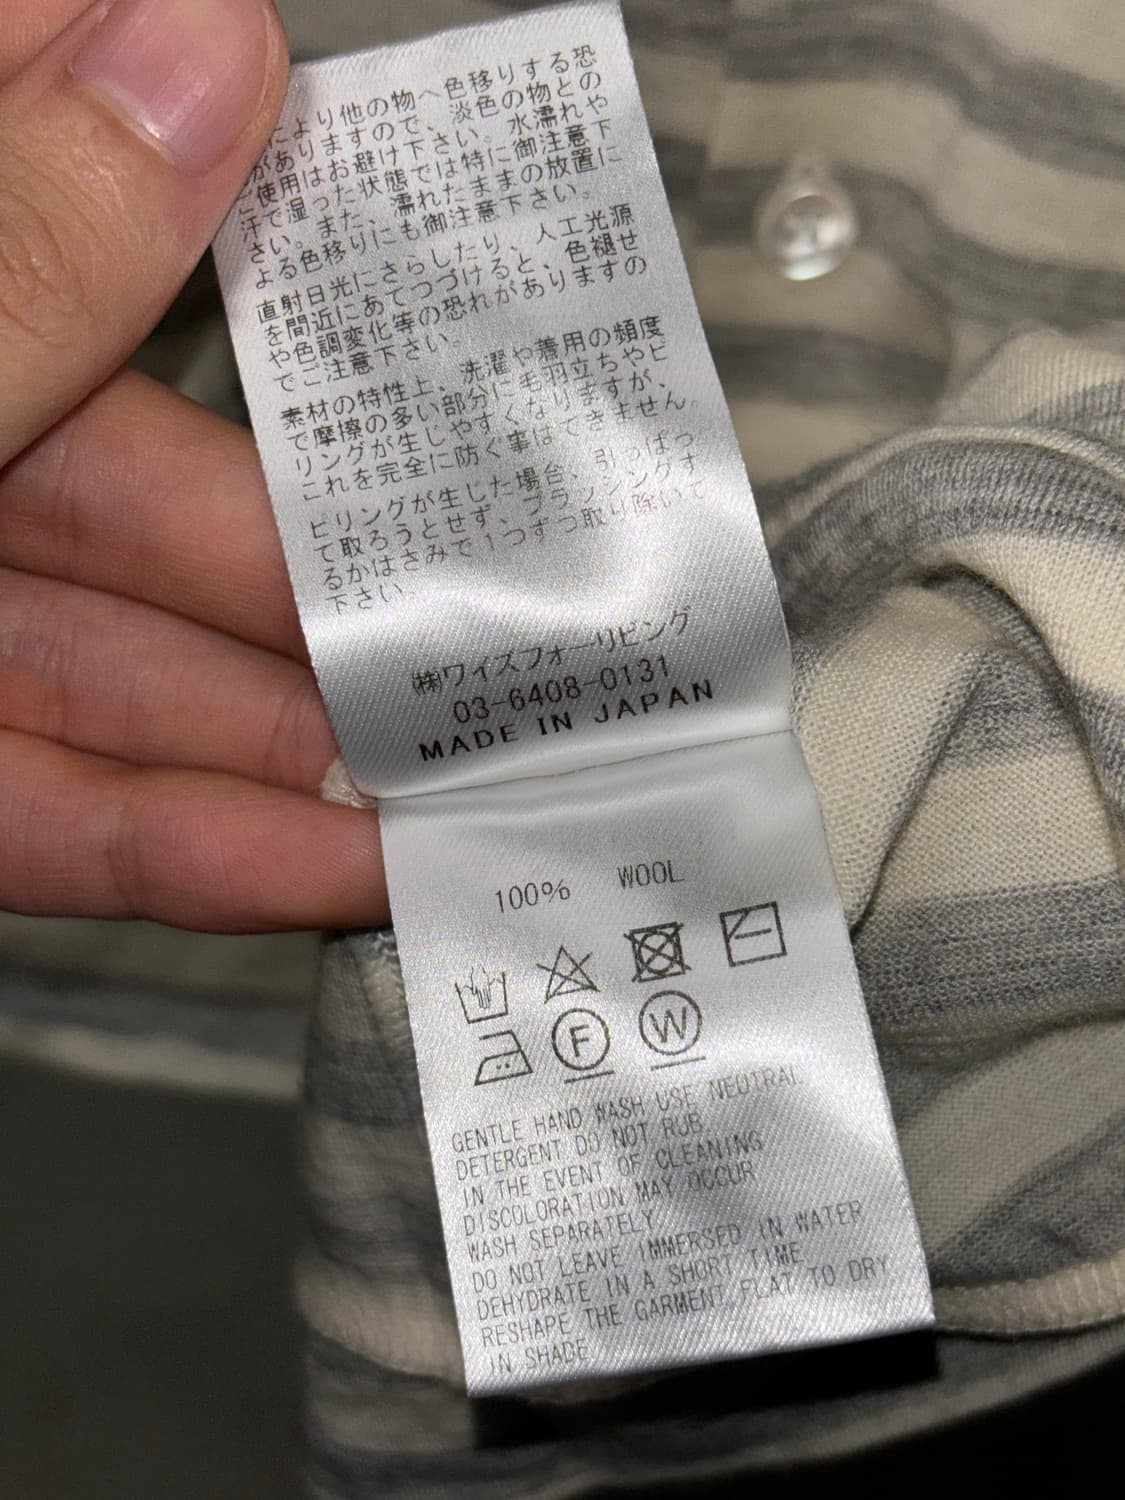 により他の物へ色移りする恐
がありますので、淡色の物との
使用はお避け下さい。水濡れや
汗で湿った状態では特に御注意下
さい。また、濡れたままの放置に
よる色移りにも御注意下さい。
直射日光にさらしたり、人工光源
を間近にあてつづけると、色褪せ
や色調変化等の恐れがありますの
でご注意下さい。
素材の特性上、洗濯や着用の頻度
で摩擦の多い部分に毛羽立ちやピ
リングが生じやすくなりますが、
これを完全に防ぐ事はできません。
ピリングが生じた場合、引っぱっ
て取ろうとせず、ブラッシングす
るかはさみで1つずつ取り除いて
下さい。
㈱ワイズフォーリビング
03-6408-0131
MADE IN JAPAN
100% WOOL
F W
GENTLE HAND WASH USE NEUTRAL
DETERGENT DO NOT RUB
IN THE EVENT OF CLEANING
DISCOLORATION MAY OCCUR
WASH SEPARATELY
DO NOT LEAVE IMMERSED IN WATER
DEHYDRATE IN A SHORT TIME
RESHAPE THE GARMENT FLAT TO DRY
IN SHADE